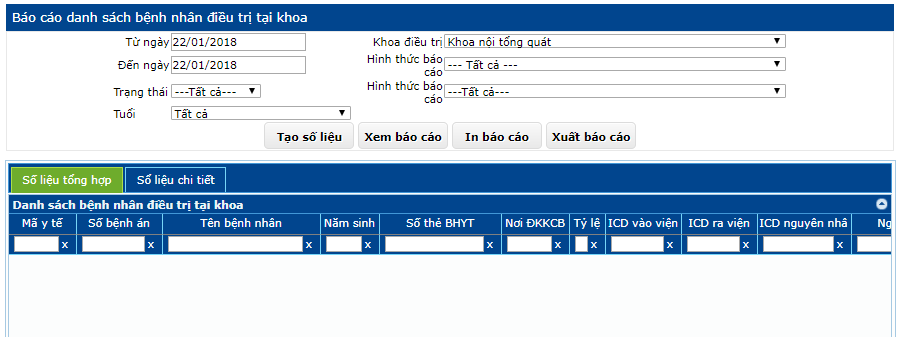 Báo cáo danh sách bệnh nhân điều trị tại khoa
Từ ngày 22/01/2018 Khoa điều trị Khoa nội tổng quát
Đến ngày 22/01/2018 Hình thức báo cáo --- Tất cả ---
Trạng thái ---Tất cả--- Hình thức báo cáo ---Tất cả---
Tuổi Tất cả
Tạo số liệu Xem báo cáo In báo cáo Xuất báo cáo
Số liệu tổng hợp Số liệu chi tiết
Danh sách bệnh nhân điều trị tại khoa
Mã y tế Số bệnh án Tên bệnh nhân Năm sinh Số thẻ BHYT Nơi ĐKKCB Tỷ lệ ICD vào viện ICD ra viện ICD nguyên nhâ Ng
x x x x x x x x x x